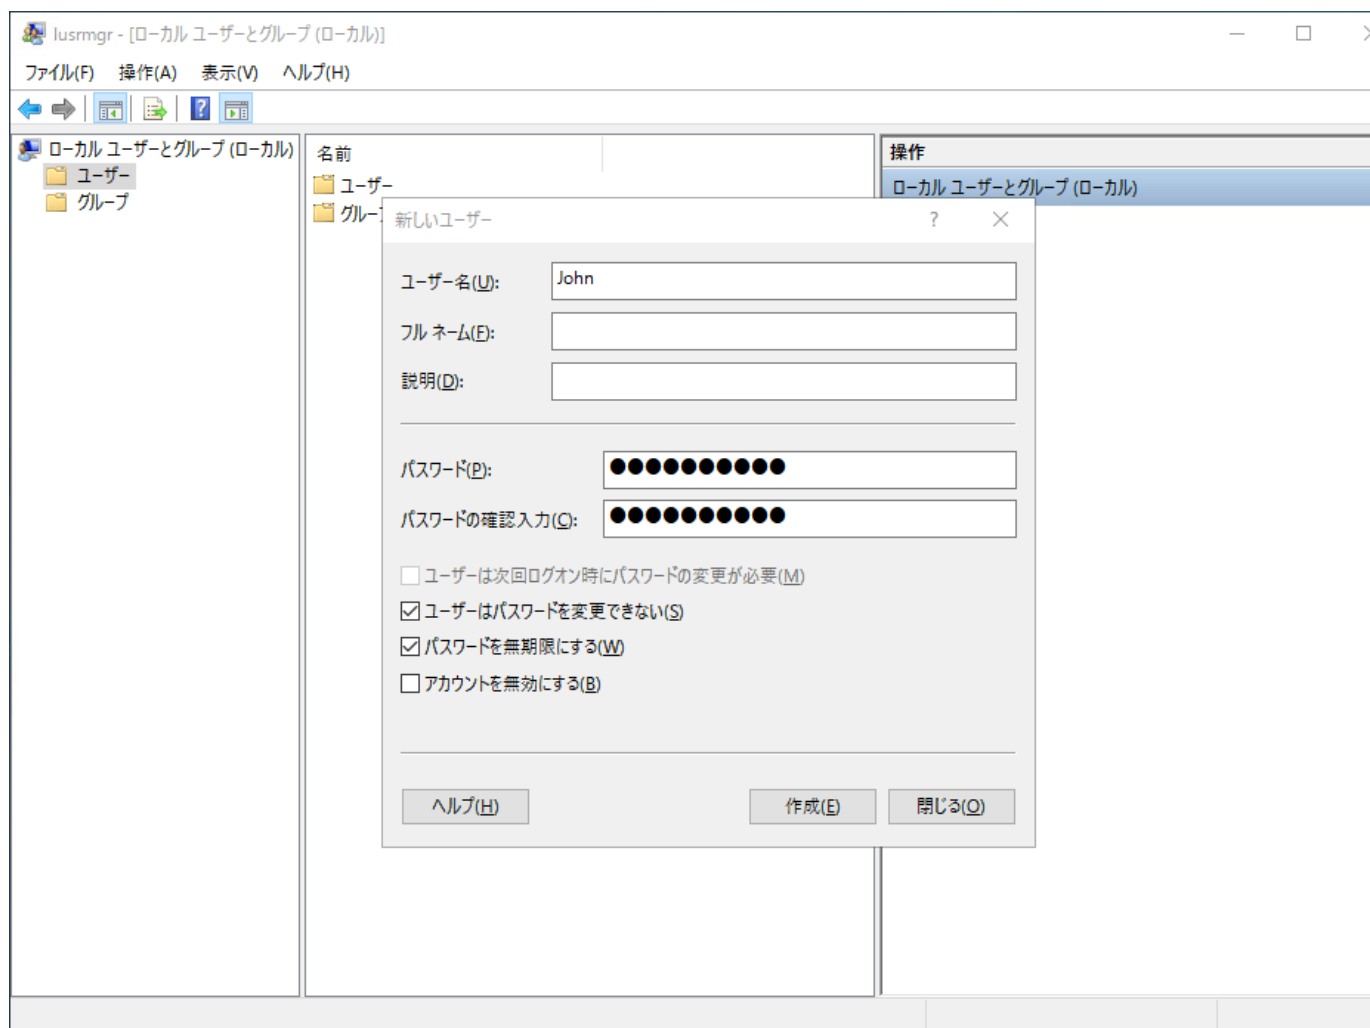 lusrmgr - [ローカル ユーザーとグループ (ローカル)]
ファイル(F) 操作(A) 表示(V) ヘルプ(H)
ローカル ユーザーとグループ (ローカル)
ユーザー
グループ
名前
ユーザー
グルー
操作
ローカル ユーザーとグループ (ローカル)
新しいユーザー
ユーザー名(U):
John
フル ネーム(F):
説明(D):
パスワード(P):
●●●●●●●●●●
パスワードの確認入力(C):
●●●●●●●●●●
ユーザーは次回ログオン時にパスワードの変更が必要(M)
ユーザーはパスワードを変更できない(S)
パスワードを無期限にする(W)
アカウントを無効にする(B)
ヘルプ(H) 作成(E) 閉じる(O)